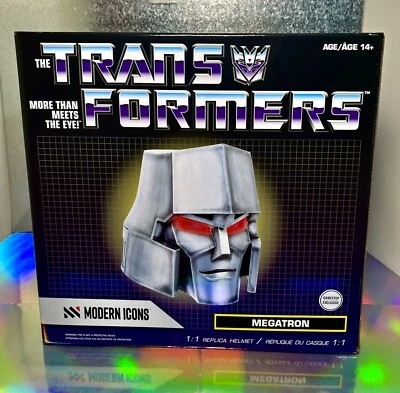 AGE/ÂGE 14+
THE TRANSFORMERS™
MORE THAN
MEETS
THE EYE!
GAMESTOP
EXCLUSIVE
MODERN ICONS
MEGATRON
1:1 REPLICA HELMET / RÉPLIQUE DU CASQUE 1:1